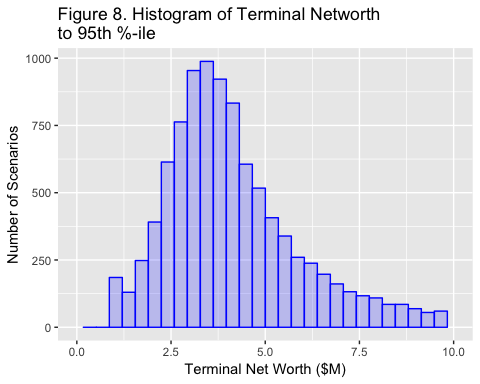 Figure 8. Histogram of Terminal Networth
to 95th %-ile
Number of Scenarios
1000
750
500
250
0
0.0 2.5 5.0 7.5 10.0
Terminal Net Worth ($M)